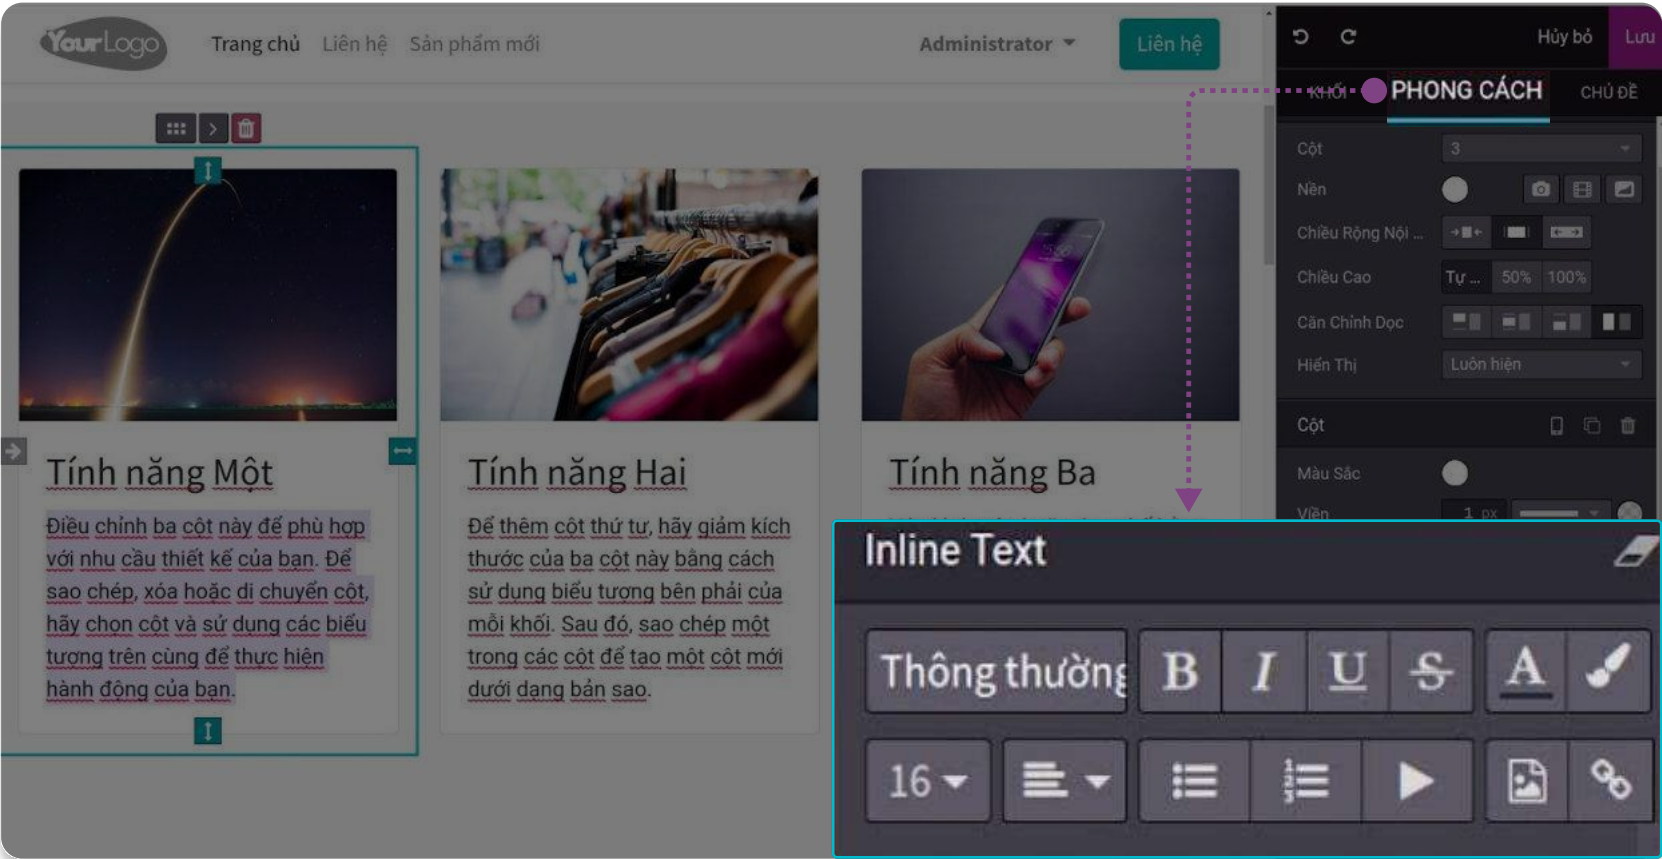 YourLogo
Trang chủ
Liên hệ
Sản phẩm mới
Administrator
Liên hệ
Hủy bỏ
Lưu
KHỐI
PHONG CÁCH
CHỦ ĐỀ
Cột
3
Nền
Chiều Rộng Nội ...
Chiều Cao
Tự ...
50%
100%
Căn Chỉnh Dọc
Hiển Thị
Luôn hiện
Cột
Màu Sắc
Viền
1 px
Tính năng Một
Điều chỉnh ba cột này để phù hợp
với nhu cầu thiết kế của bạn. Để
sao chép, xóa hoặc di chuyển cột,
hãy chọn cột và sử dụng các biểu
tượng trên cùng để thực hiện
hành động của bạn.
Tính năng Hai
Để thêm cột thứ tư, hãy giảm kích
thước của ba cột này bằng cách
sử dụng biểu tượng bên phải của
mỗi khối. Sau đó, sao chép một
trong các cột để tạo một cột mới
dưới dạng bản sao.
Tính năng Ba
Inline Text
Thông thường
B
I
U
S
A
16